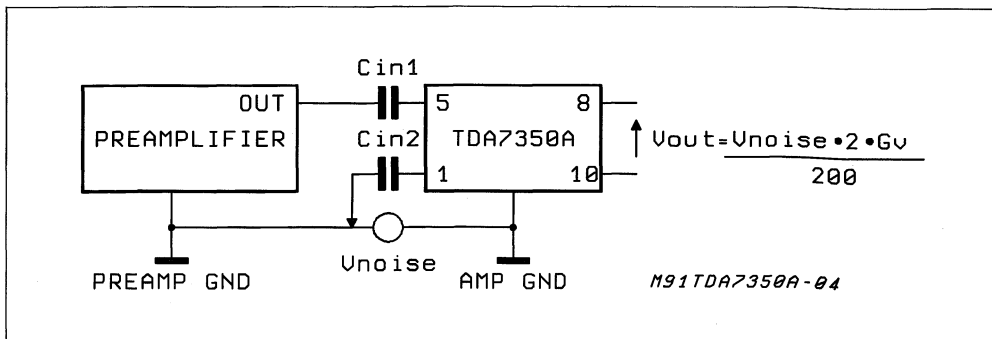 Cin1
OUT
PREAMPLIFIER
5
8
TDA7350A
Cin2
1
10
Vout=Vnoise•2•Gv
200
Vnoise
PREAMP GND
AMP GND
M91TDA7350A-04